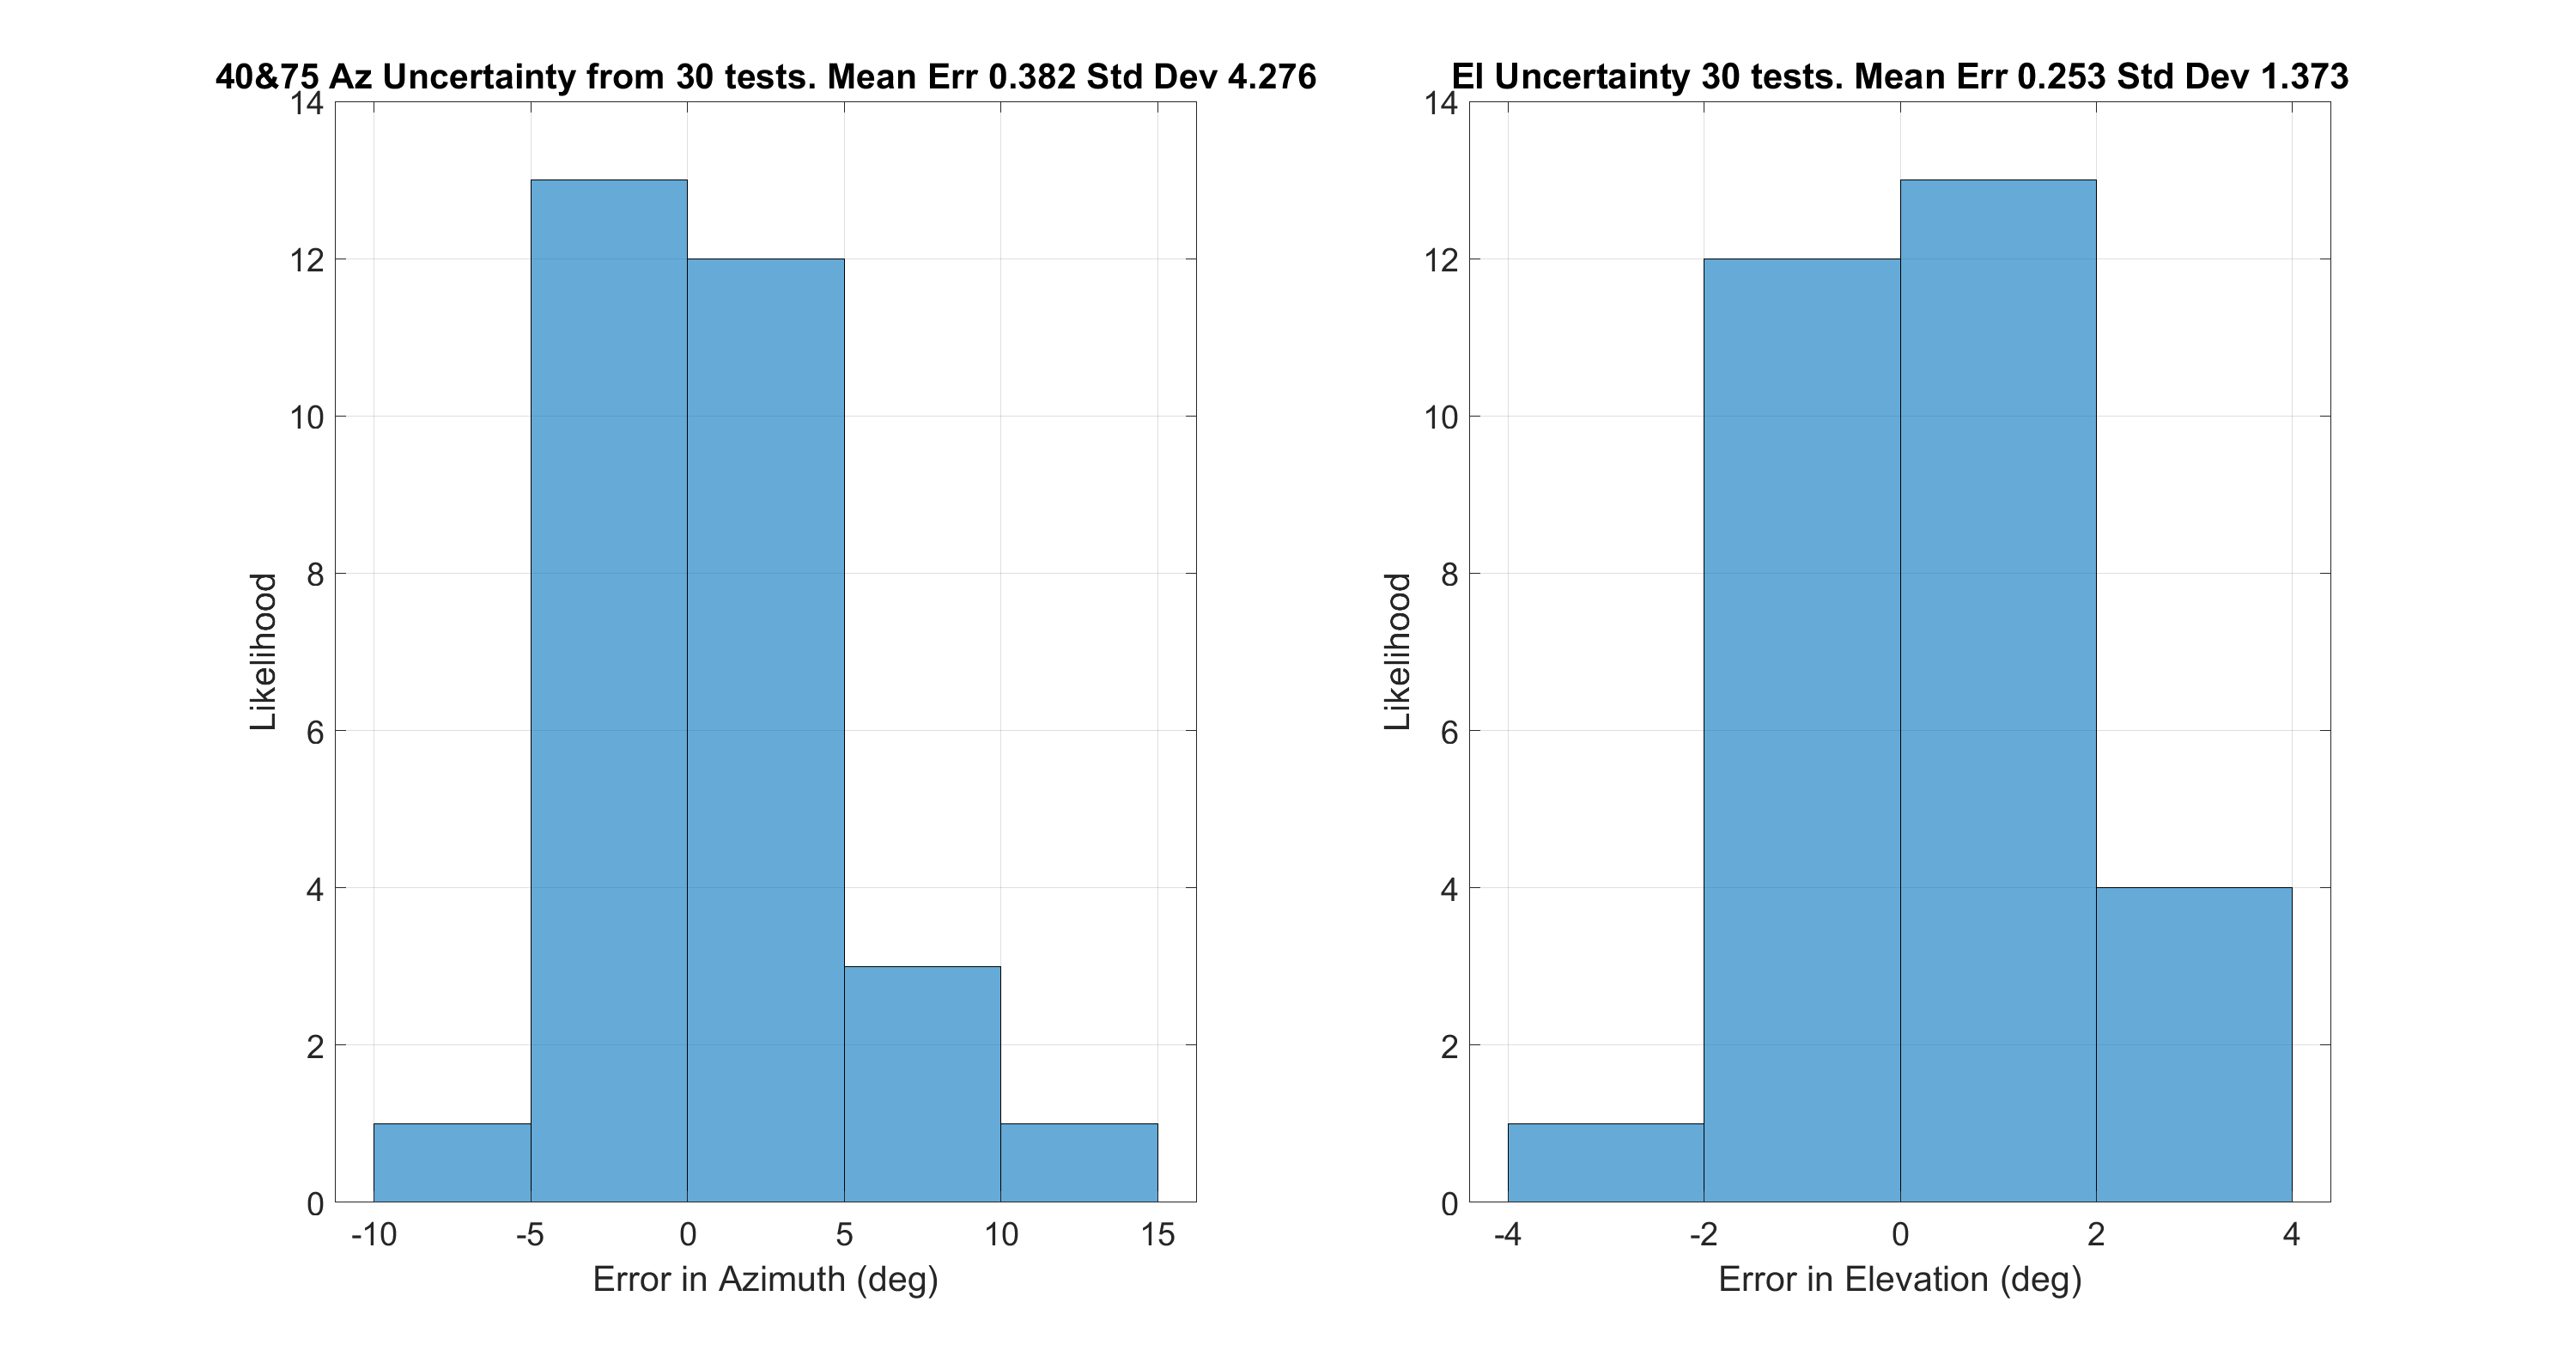 40&75 Az Uncertainty from 30 tests. Mean Err 0.382 Std Dev 4.276
14
12
10
8
6
4
2
0
Likelihood
-10 -5 0 5 10 15
Error in Azimuth (deg)
El Uncertainty 30 tests. Mean Err 0.253 Std Dev 1.373
14
12
10
8
6
4
2
0
Likelihood
-4 -2 0 2 4
Error in Elevation (deg)